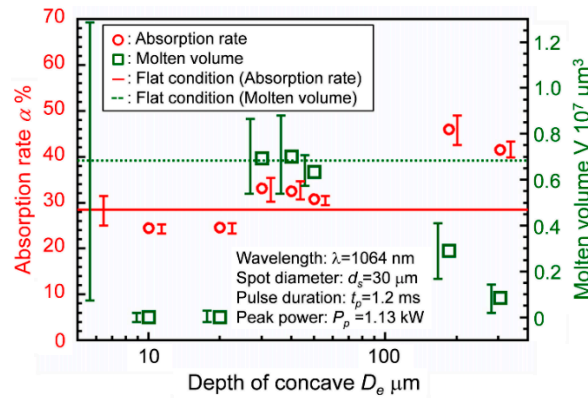 70
60
50
40
30
20
10
0
Absorption rate α %
○ : Absorption rate
□ : Molten volume
— : Flat condition (Absorption rate)
---- : Flat condition (Molten volume)
Wavelength: λ=1064 nm
Spot diameter: dₛ=30 μm
Pulse duration: tₚ=1.2 ms
Peak power: Pₚ =1.13 kW
1.2
1.0
0.8
0.6
0.4
0.2
0
Molten volume V 10⁷ μm³
10
100
Depth of concave Dₑ μm